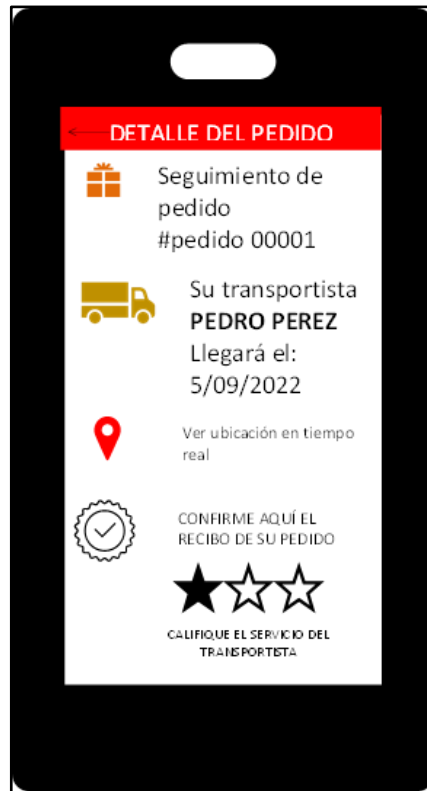 DETALLE DEL PEDIDO
Seguimiento de
pedido
#pedido 00001
Su transportista
PEDRO PEREZ
Llegará el:
5/09/2022
Ver ubicación en tiempo
real
CONFIRME AQUÍ EL
RECIBO DE SU PEDIDO
CALIFIQUE EL SERVICIO DEL
TRANSPORTISTA